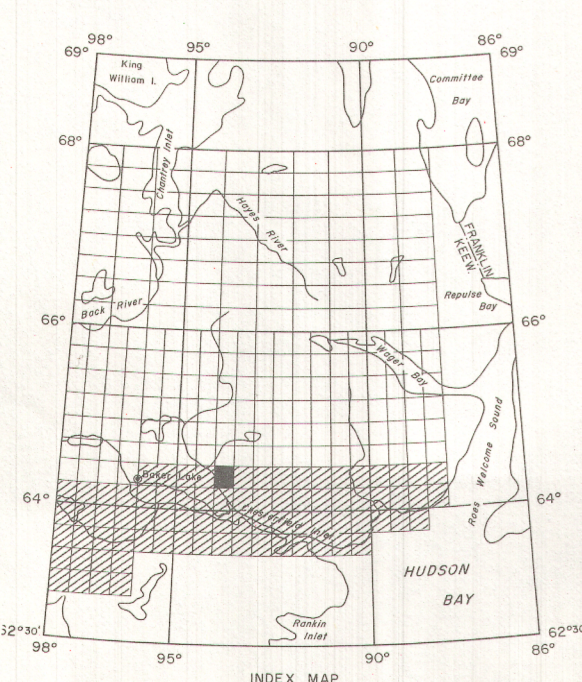 98° 95° 90° 86°
69° 69°
King
William I.
Committee
Bay
68° 68°
Chantrey Inlet
Hayes River
FRANKLIN
KEEW.
Back River
Repulse
Bay
66° 66°
Wager Bay
Roes Welcome Sound
Baker Lake
64° 64°
Chesterfield Inlet
HUDSON
BAY
Rankin
Inlet
62°30' 62°30'
98° 95° 90° 86°
INDEX MAP